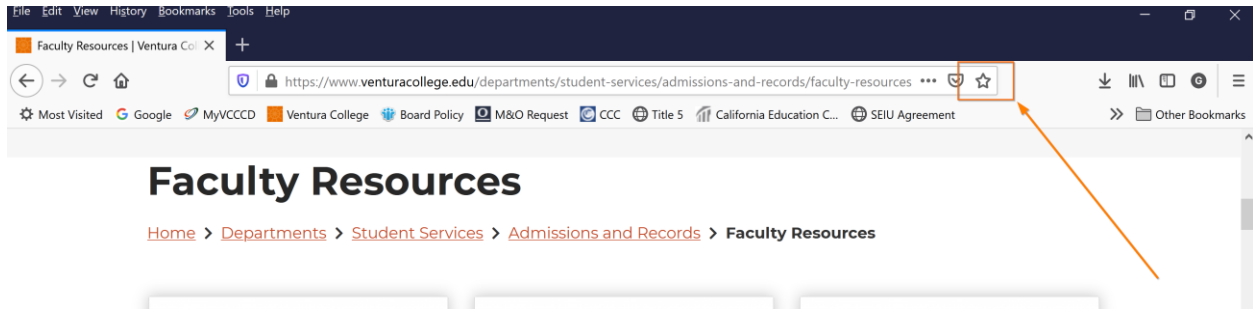 File Edit View History Bookmarks Tools Help
Faculty Resources | Ventura Col
https://www.venturacollege.edu/departments/student-services/admissions-and-records/faculty-resources
G
Most Visited G Google MyVCCCD Ventura College Board Policy M&O Request CCC Title 5 California Education C... SEIU Agreement Other Bookmarks
Faculty Resources
Home > Departments > Student Services > Admissions and Records > Faculty Resources